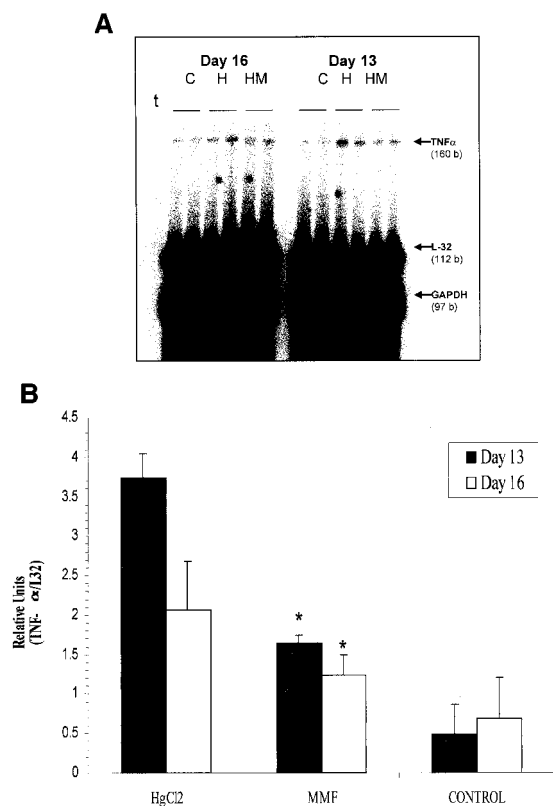 A
Day 16 Day 13
C H HM C H HM
t
TNFα
(160 b)
L-32
(112 b)
GAPDH
(97 b)
B
4.5
4
3.5
3
2.5
2
1.5
1
0.5
0
Relative Units
(TNF- α/L32)
Day 13
Day 16
* *
HgCl2 MMF CONTROL